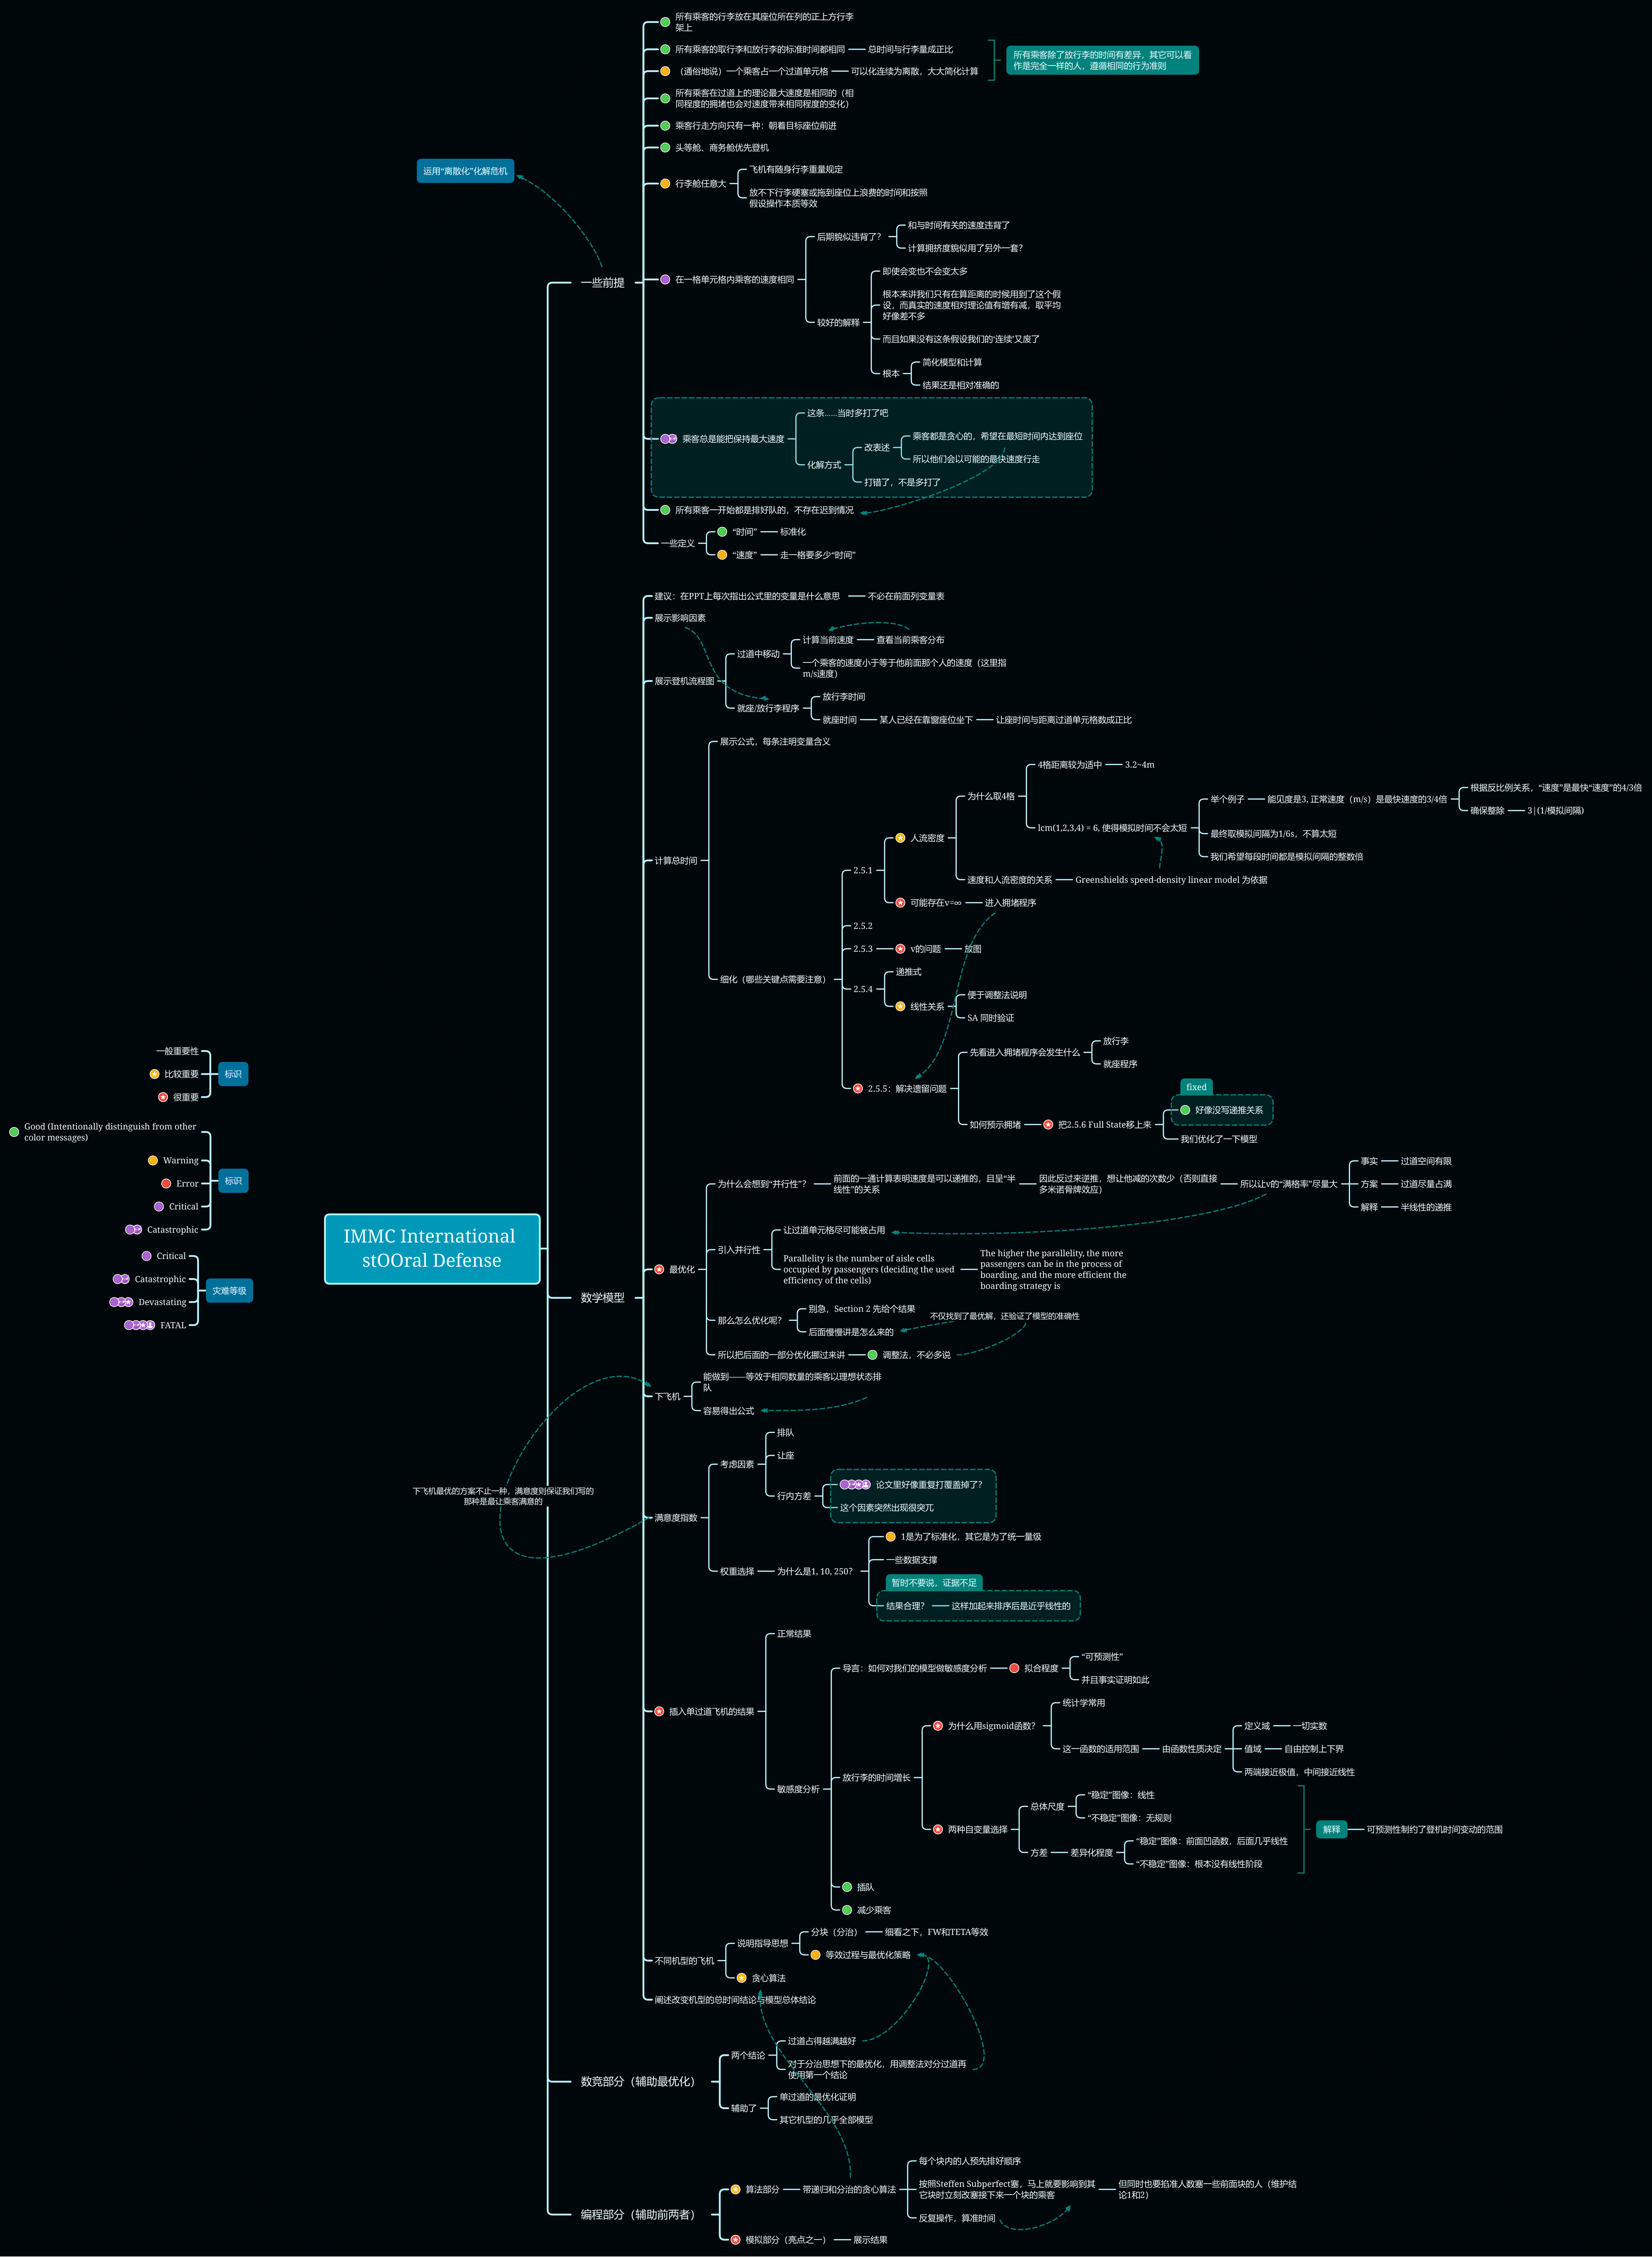 IMMC International
stOOral Defense
运用“离散化”化解危机
一些前提
所有乘客的行李放在其座位所在列的正上方行李
架上
所有乘客的取行李和放行李的标准时间都相同
总时间与行李量成正比
（通俗地说）一个乘客占一个过道单元格
可以化连续为离散，大大简化计算
所有乘客除了放行李的时间有差异，其它可以看
作是完全一样的人，遵循相同的行为准则
所有乘客在过道上的理论最大速度是相同的（相
同程度的拥堵也会对速度带来相同程度的变化）
乘客行走方向只有一种：朝着目标座位前进
头等舱、商务舱优先登机
行李舱任意大
飞机有随身行李重量规定
放不下行李硬塞或拖到座位上浪费的时间和按照
假设操作本质等效
在一格单元格内乘客的速度相同
后期貌似违背了？
和与时间有关的速度违背了
计算拥挤度貌似用了另外一套？
较好的解释
即使会变也不会变太多
根本来讲我们只有在算距离的时候用到了这个假
设，而真实的速度相对理论值有增有减，取平均
好像差不多
而且如果没有这条假设我们的‘连续’又废了
根本
简化模型和计算
结果还是相对准确的
乘客总是能把保持最大速度
这条……当时多打了吧
化解方式
改表述
乘客都是贪心的，希望在最短时间内达到座位
所以他们会以可能的最快速度行走
打错了，不是多打了
所有乘客一开始都是排好队的，不存在迟到情况
一些定义
“时间”
标准化
“速度”
走一格要多少“时间”
数学模型
建议：在PPT上每次指出公式里的变量是什么意思
不必在前面列变量表
展示影响因素
展示登机流程图
过道中移动
计算当前速度
查看当前乘客分布
一个乘客的速度小于等于他前面那个人的速度（这里指
m/s速度）
就座/放行李程序
放行李时间
就座时间
某人已经在靠窗座位坐下
让座时间与距离过道单元格数成正比
计算总时间
展示公式，每条注明变量含义
细化（哪些关键点需要注意）
2.5.1
人流密度
为什么取4格
4格距离较为适中
3.2~4m
lcm(1,2,3,4) = 6, 使得模拟时间不会太短
举个例子
能见度是3, 正常速度（m/s）是最快速度的3/4倍
根据反比例关系，“速度”是最快“速度”的4/3倍
确保整除
3|(1/模拟间隔)
最终取模拟间隔为1/6s，不算太短
我们希望每段时间都是模拟间隔的整数倍
速度和人流密度的关系
Greenshields speed-density linear model 为依据
可能存在v=∞
进入拥堵程序
2.5.2
2.5.3
v的问题
放图
2.5.4
递推式
线性关系
便于调整法说明
SA 同时验证
2.5.5：解决遗留问题
先看进入拥堵程序会发生什么
放行李
就座程序
如何预示拥堵
把2.5.6 Full State移上来
fixed
好像没写递推关系
我们优化了一下模型
最优化
为什么会想到“并行性”？
前面的一通计算表明速度是可以递推的，且呈“半
线性”的关系
因此反过来逆推，想让他减的次数少（否则直接
多米诺骨牌效应）
所以让v的“满格率”尽量大
事实
过道空间有限
方案
过道尽量占满
解释
半线性的递推
引入并行性
让过道单元格尽可能被占用
Parallelity is the number of aisle cells
occupied by passengers (deciding the used
efficiency of the cells)
The higher the parallelity, the more
passengers can be in the process of
boarding, and the more efficient the
boarding strategy is
那么怎么优化呢？
别急，Section 2 先给个结果
后面慢慢讲是怎么来的
不仅找到了最优解，还验证了模型的准确性
所以把后面的一部分优化挪过来讲
调整法，不必多说
下飞机
能做到——等效于相同数量的乘客以理想状态排
队
容易得出公式
下飞机最优的方案不止一种，满意度则保证我们写的
那种是最让乘客满意的
满意度指数
考虑因素
排队
让座
行内方差
论文里好像重复打覆盖掉了？
这个因素突然出现很突兀
权重选择
为什么是1, 10, 250？
1是为了标准化，其它是为了统一量级
一些数据支撑
暂时不要说，证据不足
结果合理？
这样加起来排序后是近乎线性的
插入单过道飞机的结果
正常结果
敏感度分析
导言：如何对我们的模型做敏感度分析
拟合程度
“可预测性”
并且事实证明如此
放行李的时间增长
为什么用sigmoid函数？
统计学常用
这一函数的适用范围
由函数性质决定
定义域
一切实数
值域
自由控制上下界
两端接近极值，中间接近线性
两种自变量选择
总体尺度
“稳定”图像：线性
“不稳定”图像：无规则
方差
差异化程度
“稳定”图像：前面凹函数，后面几乎线性
“不稳定”图像：根本没有线性阶段
解释
可预测性制约了登机时间变动的范围
插队
减少乘客
不同机型的飞机
说明指导思想
分块（分治）
细看之下，FW和TETA等效
等效过程与最优化策略
贪心算法
阐述改变机型的总时间结论与模型总体结论
数竞部分（辅助最优化）
两个结论
过道占得越满越好
对于分治思想下的最优化，用调整法对分过道再
使用第一个结论
辅助了
单过道的最优化证明
其它机型的几乎全部模型
编程部分（辅助前两者）
算法部分
带递归和分治的贪心算法
每个块内的人预先排好顺序
按照Steffen Subperfect塞，马上就要影响到其
它块时立刻改塞接下来一个块的乘客
但同时也要掐准人数塞一些前面块的人（维护结
论1和2）
反复操作，算准时间
模拟部分（亮点之一）
展示结果
标识
一般重要性
比较重要
很重要
标识
Good (Intentionally distinguish from other
color messages)
Warning
Error
Critical
Catastrophic
灾难等级
Critical
Catastrophic
Devastating
FATAL